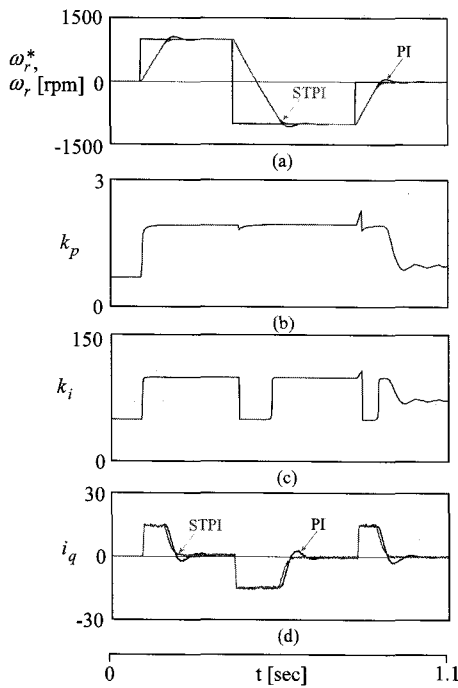 1500
ω_r^*,
ω_r [rpm]
0
-1500
PI
STPI
(a)
3
k_p
0
(b)
150
k_i
0
(c)
30
STPI
PI
i_q
0
-30
(d)
0
t [sec]
1.1